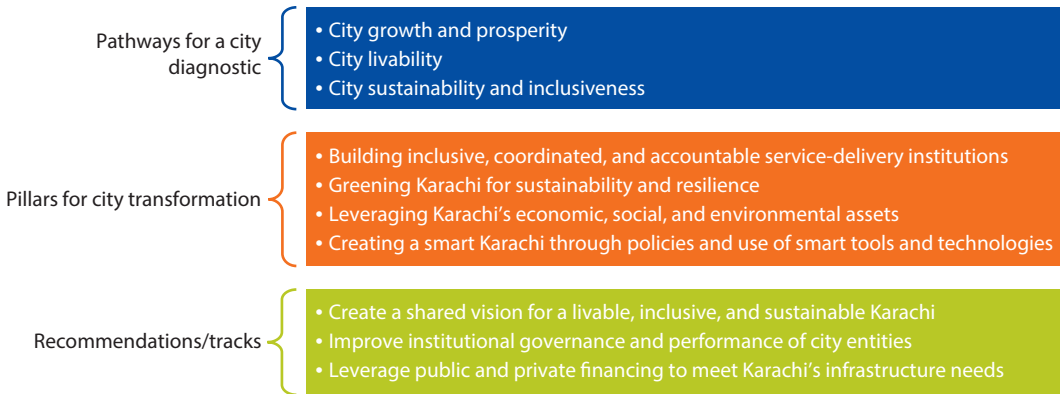 Pathways for a city
diagnostic
• City growth and prosperity
• City livability
• City sustainability and inclusiveness
Pillars for city transformation
• Building inclusive, coordinated, and accountable service-delivery institutions
• Greening Karachi for sustainability and resilience
• Leveraging Karachi’s economic, social, and environmental assets
• Creating a smart Karachi through policies and use of smart tools and technologies
Recommendations/tracks
• Create a shared vision for a livable, inclusive, and sustainable Karachi
• Improve institutional governance and performance of city entities
• Leverage public and private financing to meet Karachi’s infrastructure needs